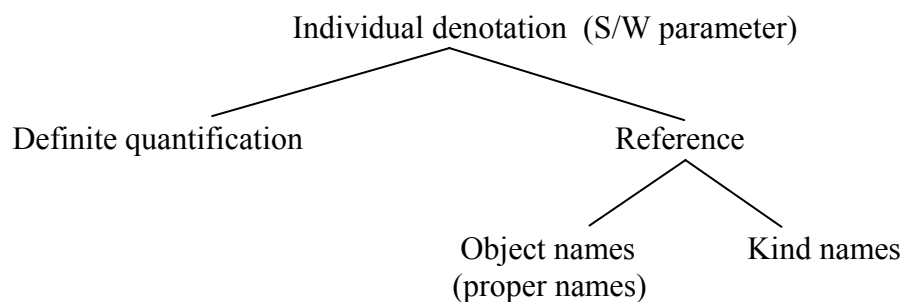 Individual denotation (S/W parameter)
Definite quantification
Reference
Object names
(proper names)
Kind names